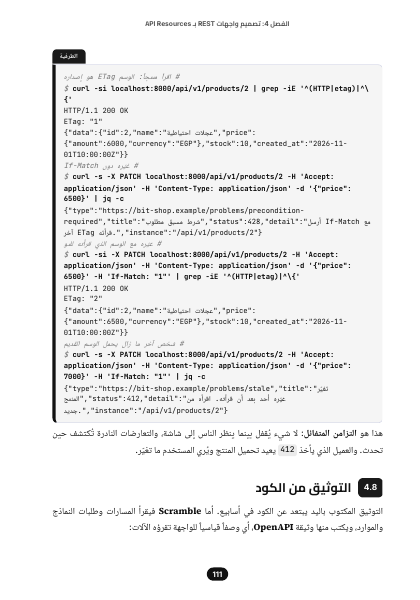 الفصل 4: تصميم واجهات REST بـ API Resources
الطرفية
# اقرأ منتجاً: الوسم ETag هو إصداره
$ curl -si localhost:8000/api/v1/products/2 | grep -iE '^(HTTP|etag)|^\
{'
HTTP/1.1 200 OK
ETag: "1"
{"data":{"id":2,"name":"عجلات احتياطية","price":
{"amount":6000,"currency":"EGP"},"stock":10,"created_at":"2026-11-
01T10:00:00Z"}}
# غيّره دون If-Match
$ curl -s -X PATCH localhost:8000/api/v1/products/2 -H 'Accept:
application/json' -H 'Content-Type: application/json' -d '{"price":
6500}' | jq -c
{"type":"https://bit-shop.example/problems/precondition-
required","title":"شرط مسبق مطلوب","status":428,"detail":"أرسل If-Match مع
آخر ETag قرأته.","instance":"/api/v1/products/2"}
# غيّره مع الوسم الذي قرأته للتو
$ curl -si -X PATCH localhost:8000/api/v1/products/2 -H 'Accept:
application/json' -H 'Content-Type: application/json' -d '{"price":
6500}' -H 'If-Match: "1"' | grep -iE '^(HTTP|etag)|^\{'
HTTP/1.1 200 OK
ETag: "2"
{"data":{"id":2,"name":"عجلات احتياطية","price":
{"amount":6500,"currency":"EGP"},"stock":10,"created_at":"2026-11-
01T10:00:00Z"}}
# شخص آخر ما زال يحمل الوسم القديم
$ curl -s -X PATCH localhost:8000/api/v1/products/2 -H 'Accept:
application/json' -H 'Content-Type: application/json' -d '{"price":
7000}' -H 'If-Match: "1"' | jq -c
{"type":"https://bit-shop.example/problems/stale","title":"تغيّر
المنتج","status":412,"detail":"غيّره أحد بعد أن قرأته. اقرأه من
جديد.","instance":"/api/v1/products/2"}
هذا هو التزامن المتفائل: لا شيء يُقفل بينما ينظر الناس إلى شاشة، والتعارضات النادرة تُكتشف حين
تحدث. والعميل الذي يأخذ 412 يعيد تحميل المنتج ويُري المستخدم ما تغيّر.
4.8 التوثيق من الكود
التوثيق المكتوب باليد يبتعد عن الكود في أسابيع. أما Scramble فيقرأ المسارات وطلبات النماذج
والموارد، ويكتب منها وثيقة OpenAPI، أي وصفاً قياسياً للواجهة تقرؤه الآلات:
111